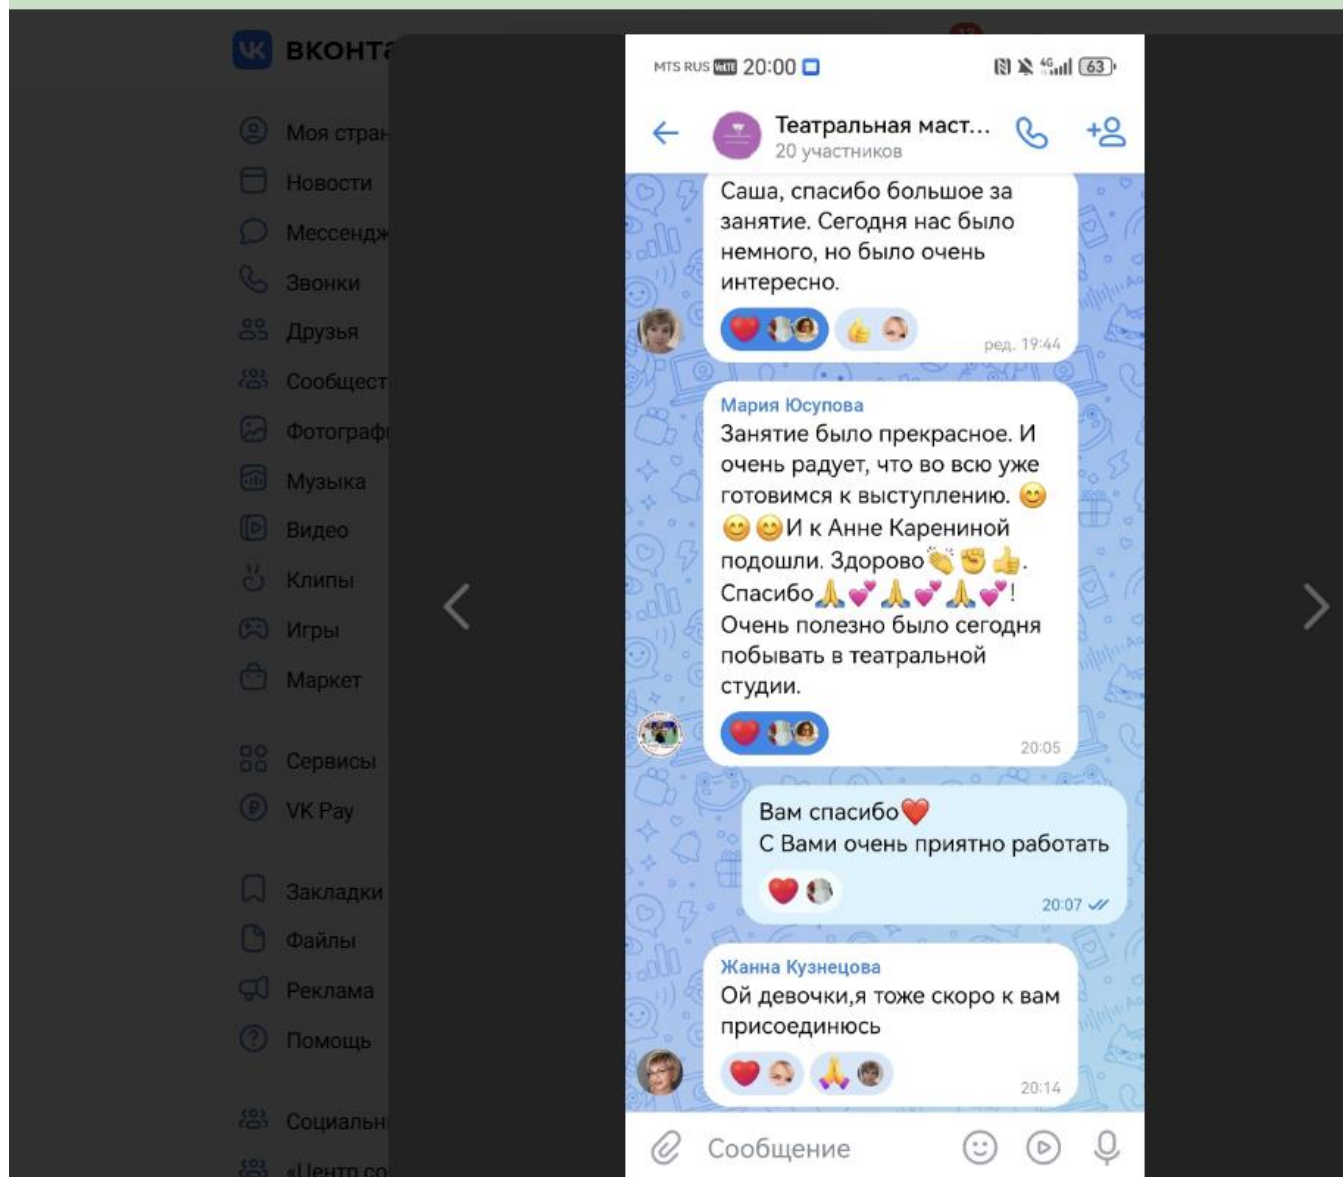 ВКОНТ
Моя стран
Новости
Мессендж
Звонки
Друзья
Сообщест
Фотограф
Музыка
Видео
Клипы
Игры
Маркет
Сервисы
VK Pay
Закладки
Файлы
Реклама
Помощь
Социальн
«Центр со
MTS RUS VoLTE 20:00 4G 63
Театральная маст...
20 участников
Саша, спасибо большое за
занятие. Сегодня нас было
немного, но было очень
интересно.
❤️ 👍
ред. 19:44
Мария Юсупова
Занятие было прекрасное. И
очень радует, что во всю уже
готовимся к выступлению. 😊
😊😊И к Анне Карениной
подошли. Здорово👏✊👍.
Спасибо🙏💕🙏💕🙏💕!
Очень полезно было сегодня
побывать в театральной
студии.
❤️
20:05
Вам спасибо❤️
С Вами очень приятно работать
❤️
20:07
Жанна Кузнецова
Ой девочки,я тоже скоро к вам
присоединюсь
❤️ 🙏
20:14
Сообщение